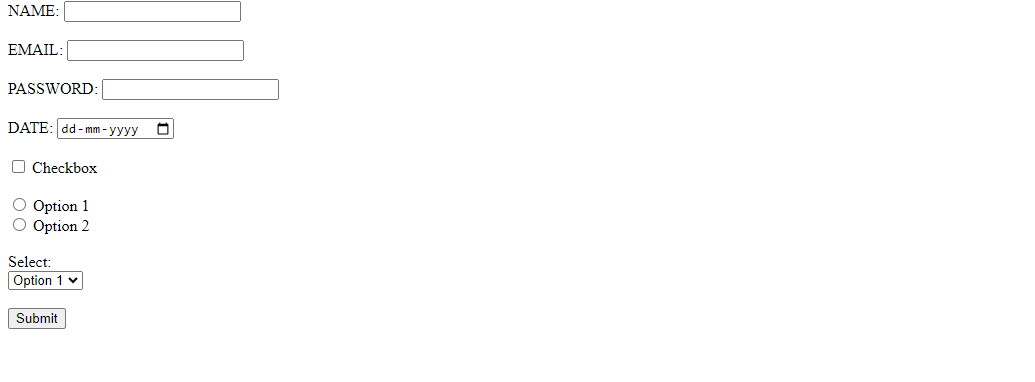 NAME:
EMAIL:
PASSWORD:
DATE: dd-mm-yyyy
Checkbox
Option 1
Option 2
Select:
Option 1
Submit